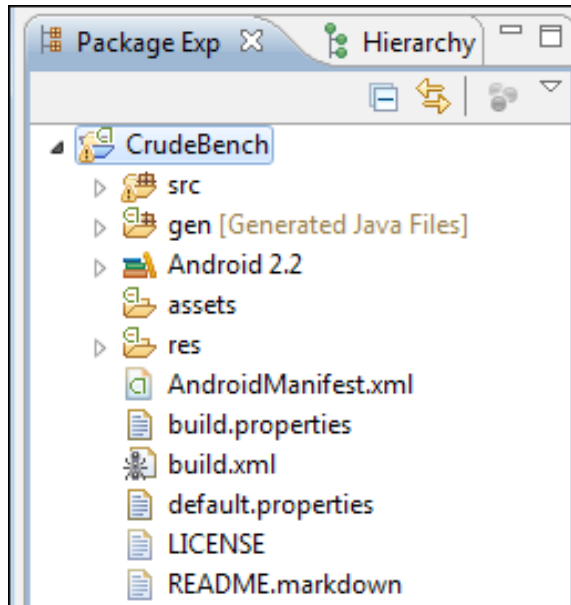 Package Exp Hierarchy
CrudeBench
src
gen [Generated Java Files]
Android 2.2
assets
res
AndroidManifest.xml
build.properties
build.xml
default.properties
LICENSE
README.markdown